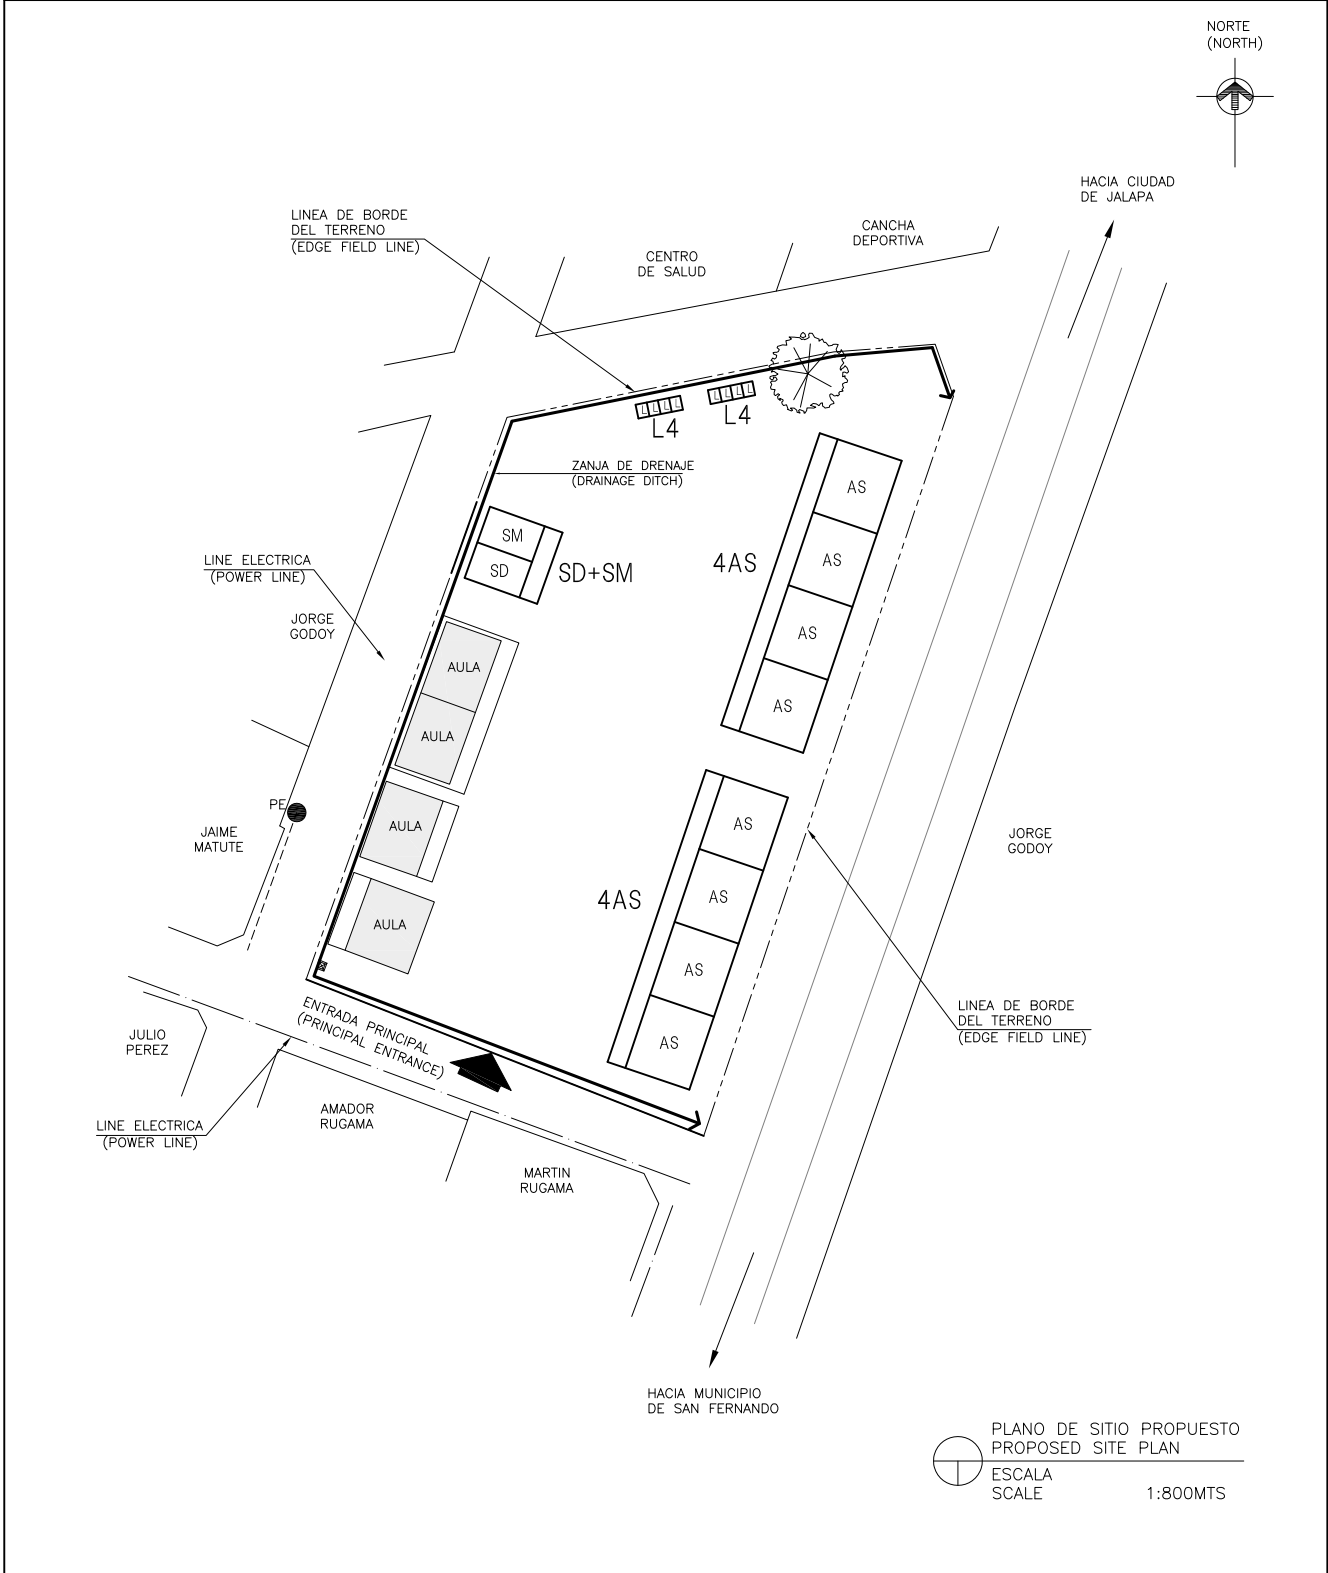 NORTE
(NORTH)
HACIA CIUDAD
DE JALAPA
LINEA DE BORDE
DEL TERRENO
(EDGE FIELD LINE)
CANCHA
DEPORTIVA
CENTRO
DE SALUD
L4
L4
ZANJA DE DRENAJE
(DRAINAGE DITCH)
AS
AS
AS
AS
4AS
SM
SD
SD+SM
LINE ELECTRICA
(POWER LINE)
JORGE
GODOY
AULA
AULA
AULA
AULA
PE
JAIME
MATUTE
AS
AS
AS
AS
4AS
JORGE
GODOY
LINEA DE BORDE
DEL TERRENO
(EDGE FIELD LINE)
ENTRADA PRINCIPAL
(PRINCIPAL ENTRANCE)
JULIO
PEREZ
LINE ELECTRICA
(POWER LINE)
AMADOR
RUGAMA
MARTIN
RUGAMA
HACIA MUNICIPIO
DE SAN FERNANDO
PLANO DE SITIO PROPUESTO
PROPOSED SITE PLAN
ESCALA
SCALE 1:800MTS